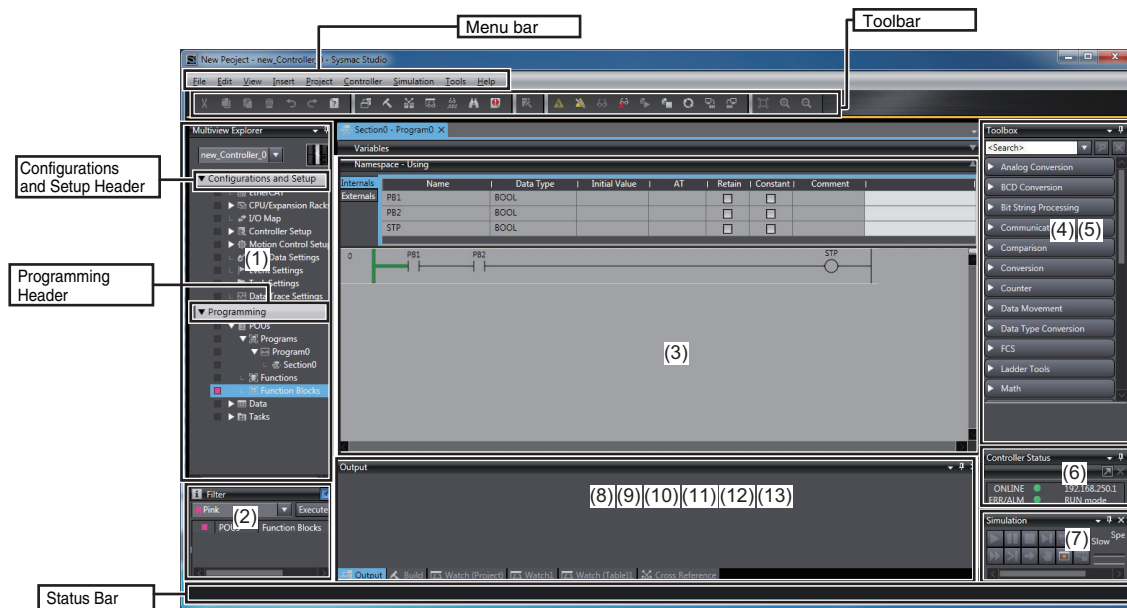 Menu bar
Toolbar
New Peoject - new_Controller_0 - Sysmac Studio
File Edit View Insert Project Controller Simulation Tools Help
Multiview Explorer
new_Controller_0
Configurations and Setup Header
Configurations and Setup
EtherCAT
CPU/Expansion Rack
I/O Map
Controller Setup
Motion Control Setup
(1)
Data Settings
Event Settings
Task Settings
Data Trace Settings
Programming Header
Programming
POUs
Programs
Program0
Section0
Functions
Function Blocks
Data
Tasks
Filter
Pink
Execute
(2)
POUs Function Blocks
Section0 - Program0
Variables
Namespace - Using
Internals
Externals
Name Data Type Initial Value AT Retain Constant Comment
PB1 BOOL
PB2 BOOL
STP BOOL
0 PB1 PB2 STP
(3)
Output
(8) (9) (10) (11) (12) (13)
Output Build Watch (Project) Watch1 Watch (Table)1 Cross Reference
Toolbox
<Search>
Analog Conversion
BCD Conversion
Bit String Processing
Communicat
(4) (5)
Comparison
Conversion
Counter
Data Movement
Data Type Conversion
FCS
Ladder Tools
Math
Controller Status
(6)
ONLINE 192.168.250.1
ERR/ALM RUN mode
Simulation
(7)
Slow Spe
Status Bar